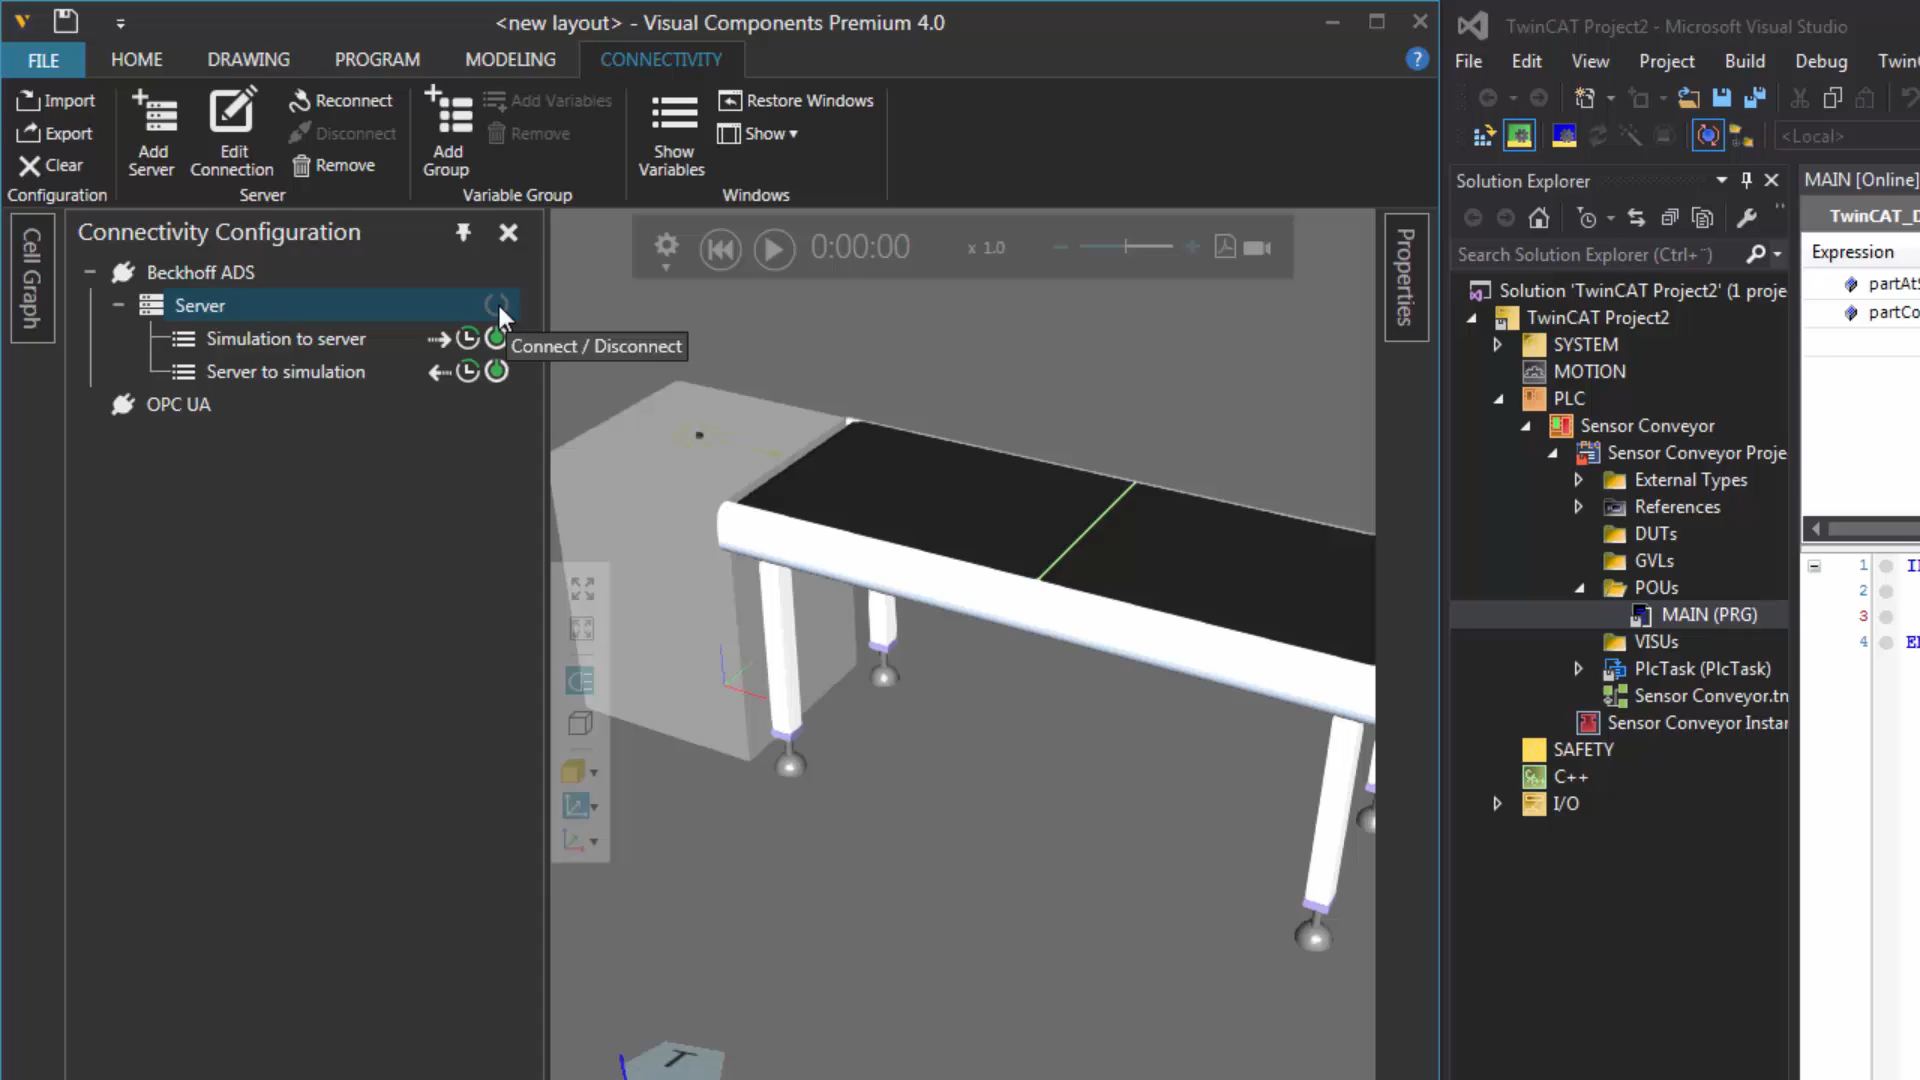 <new layout> - Visual Components Premium 4.0
FILE HOME DRAWING PROGRAM MODELING CONNECTIVITY
Import
Export
Clear
Configuration
Add
Server
Edit
Connection
Reconnect
Disconnect
Remove
Server
Add
Group
Add Variables
Remove
Variable Group
Show
Variables
Restore Windows
Show
Windows
Cell Graph
Connectivity Configuration
Beckhoff ADS
Server
Simulation to server
Connect / Disconnect
Server to simulation
OPC UA
0:00:00 x 1.0
Properties
T
TwinCAT Project2 - Microsoft Visual Studio
File Edit View Project Build Debug Twin
<Local>
Solution Explorer
Search Solution Explorer (Ctrl+¨)
Solution 'TwinCAT Project2' (1 proje
TwinCAT Project2
SYSTEM
MOTION
PLC
Sensor Conveyor
Sensor Conveyor Proje
External Types
References
DUTs
GVLs
POUs
MAIN (PRG)
VISUs
PlcTask (PlcTask)
Sensor Conveyor.tn
Sensor Conveyor Instar
SAFETY
C++
I/O
MAIN [Online]
TwinCAT_D
Expression
partAtS
partCo
1
2
3
4 EN